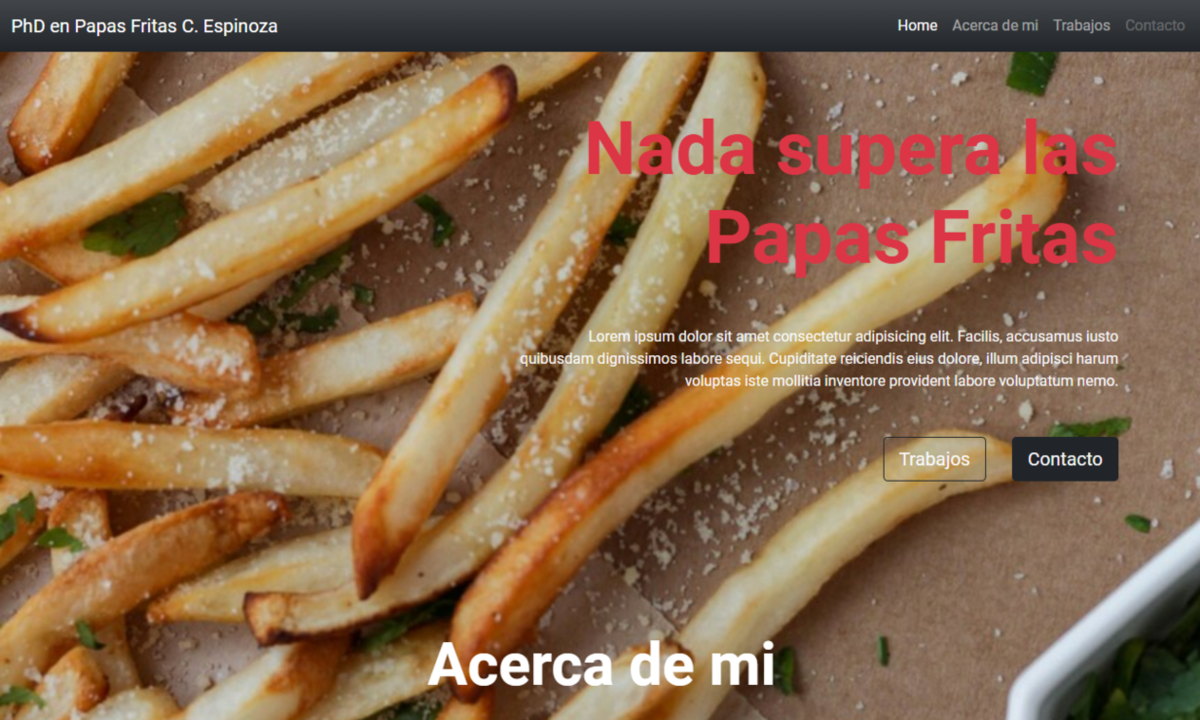 PhD en Papas Fritas C. Espinoza
Home Acerca de mi Trabajos Contacto
Nada supera las
Papas Fritas
Lorem ipsum dolor sit amet consectetur adipisicing elit. Facilis, accusamus iusto
quibusdam dignissimos labore sequi. Cupiditate reiciendis eius dolore, illum adipisci harum
voluptas iste mollitia inventore provident labore voluptatum nemo.
Trabajos Contacto
Acerca de mi